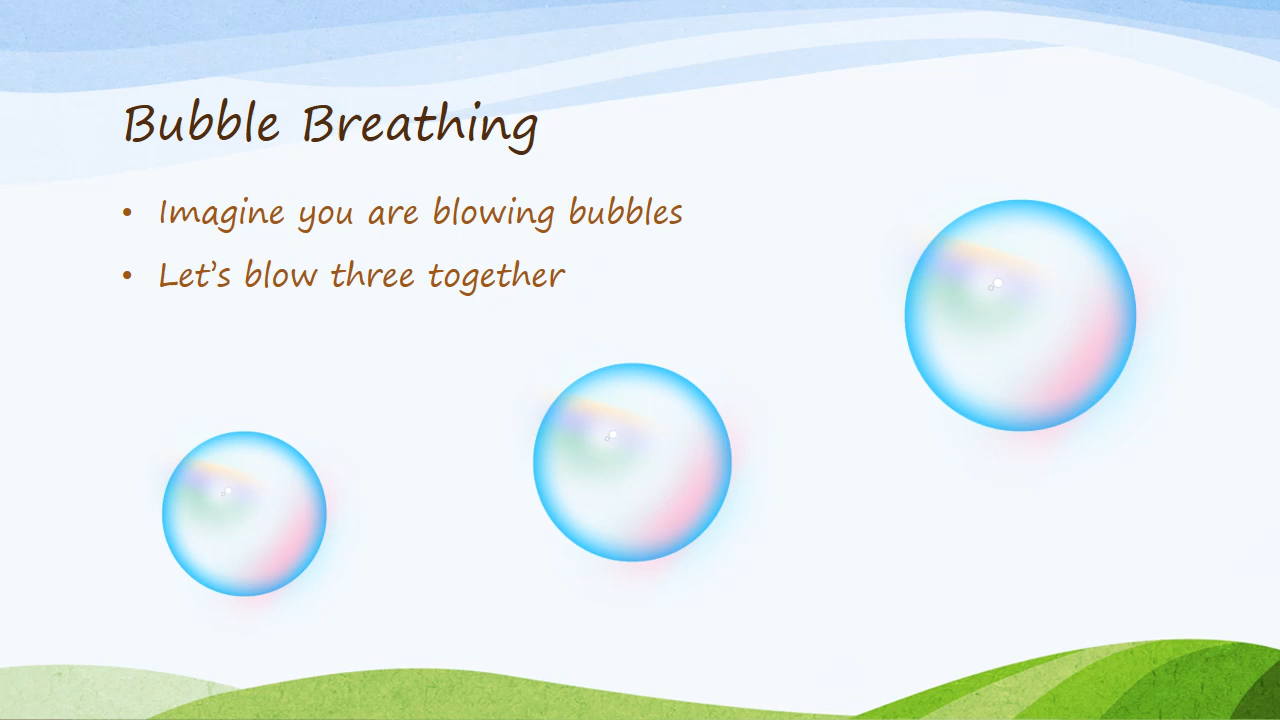 Bubble Breathing
• Imagine you are blowing bubbles
• Let’s blow three together